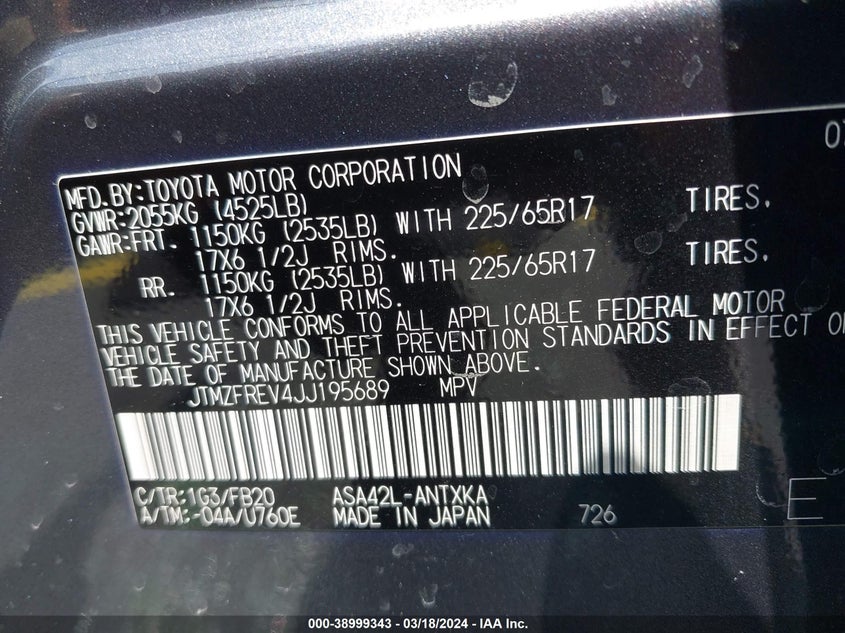 07
MFD.BY:TOYOTA MOTOR CORPORATION
GVWR:2055KG (4525LB)
GAWR:FRT. 1150KG (2535LB) WITH 225/65R17 TIRES.
17X6 1/2J RIMS.
RR. 1150KG (2535LB) WITH 225/65R17 TIRES.
17X6 1/2J RIMS.
THIS VEHICLE CONFORMS TO ALL APPLICABLE FEDERAL MOTOR
VEHICLE SAFETY AND THEFT PREVENTION STANDARDS IN EFFECT ON
THE DATE OF MANUFACTURE SHOWN ABOVE.
JTMZFREV4JJ195689 MPV
C/TR:1G3/FB20 ASA42L-ANTXKA
A/TM:-04A/U760E MADE IN JAPAN 726 E
000-38999343 - 03/18/2024 - IAA Inc.